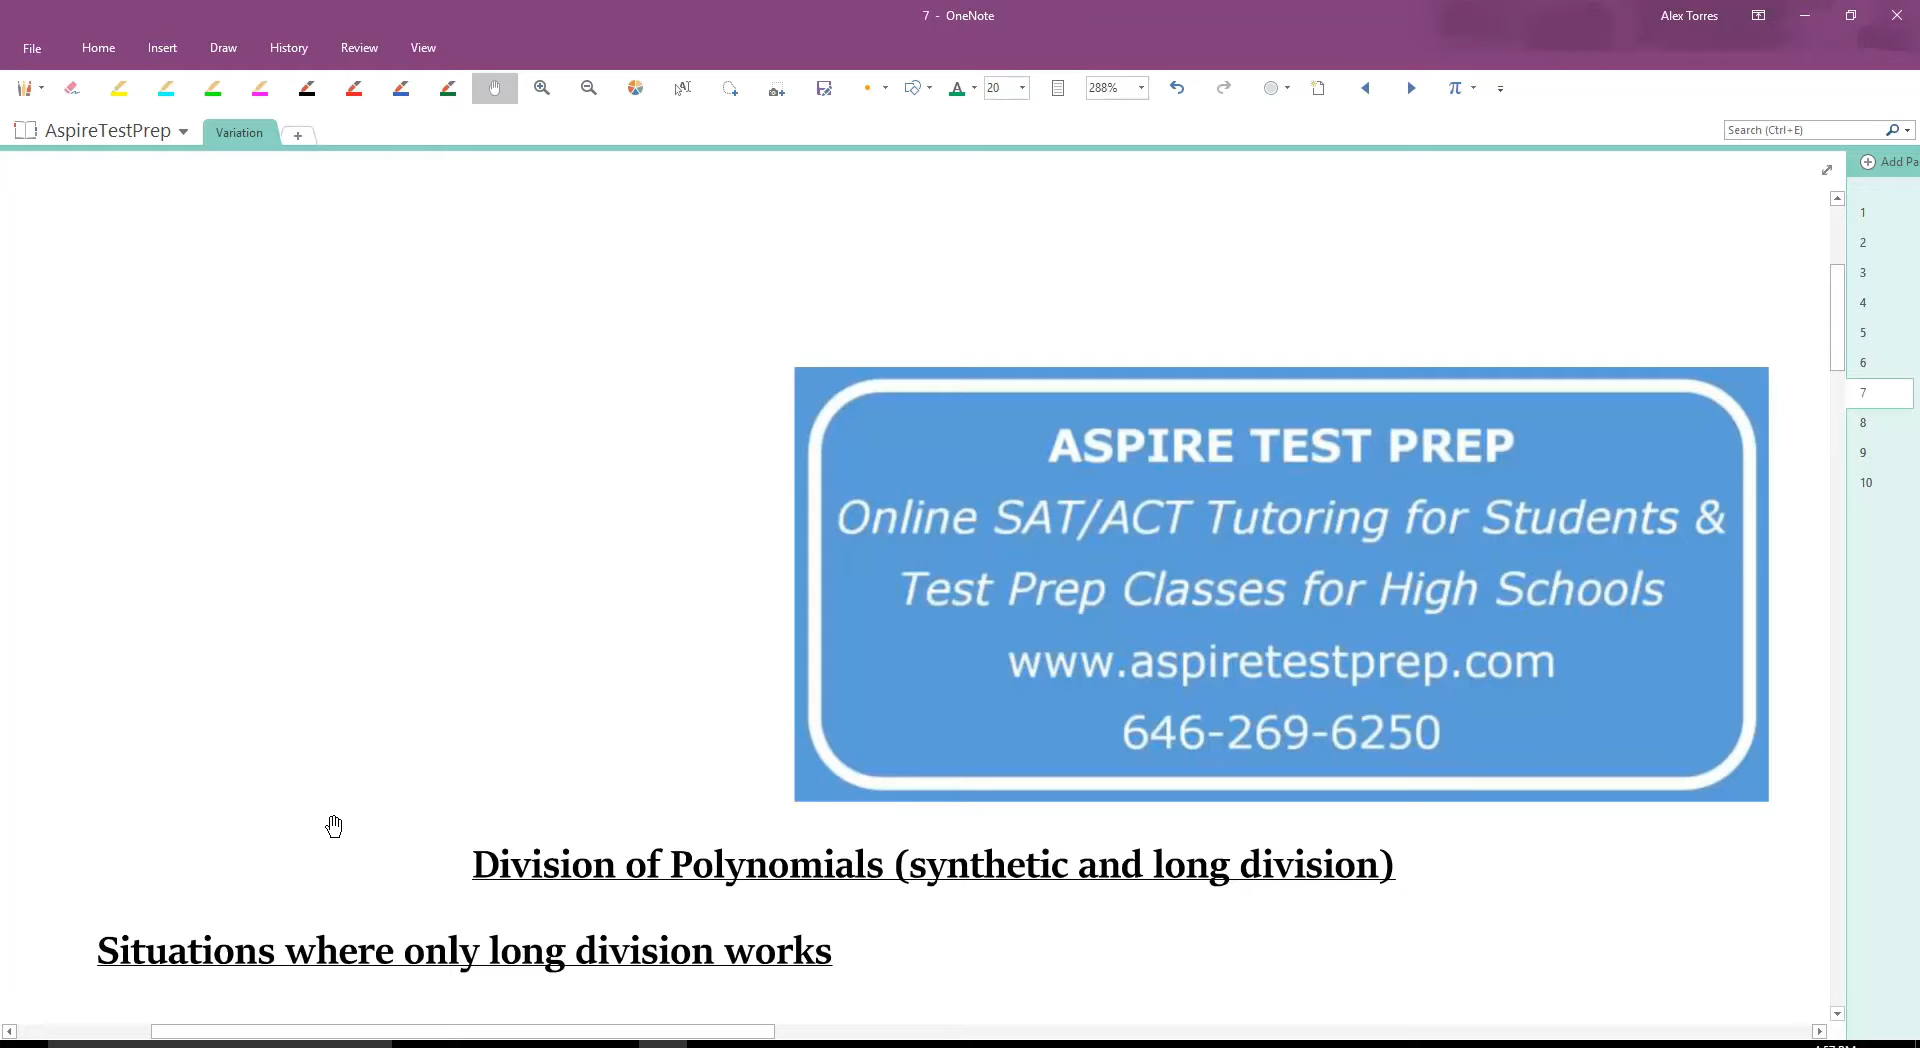 7 - OneNote
Alex Torres
File Home Insert Draw History Review View
20
288%
AspireTestPrep
Variation
Search (Ctrl+E)
Add Pa
1
2
3
4
5
6
7
8
9
10
ASPIRE TEST PREP
Online SAT/ACT Tutoring for Students &
Test Prep Classes for High Schools
www.aspiretestprep.com
646-269-6250
Division of Polynomials (synthetic and long division)
Situations where only long division works